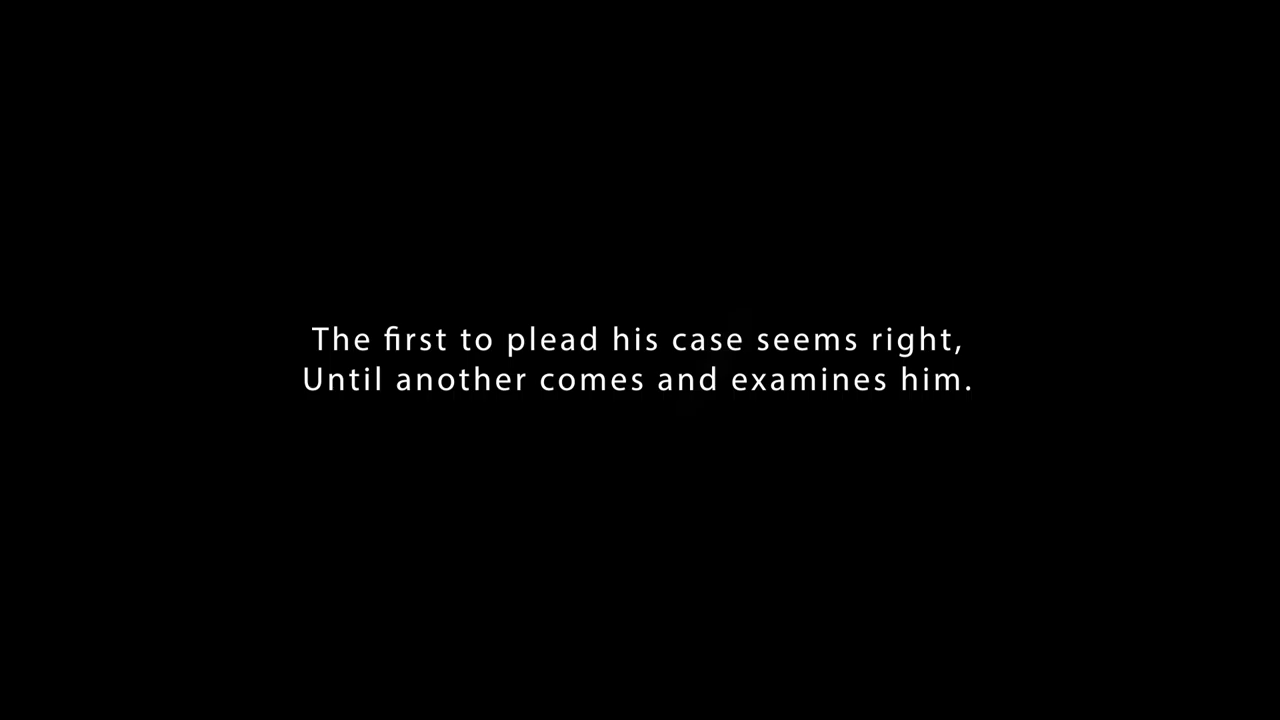 The first to plead his case seems right,
Until another comes and examines him.